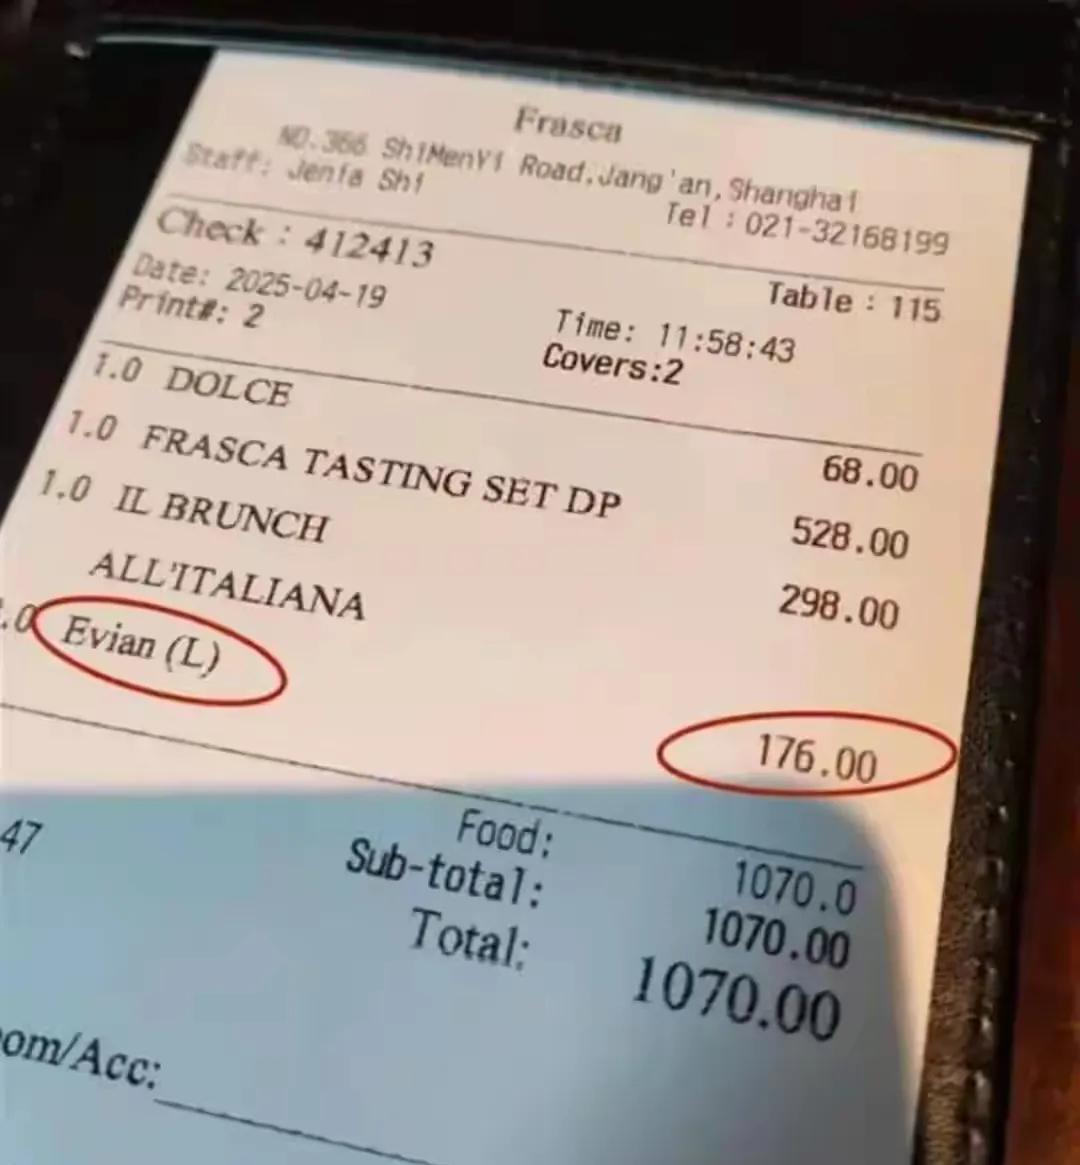 Frasca
NO.366 ShiMenYi Road,Jang'an,Shanghai
Tel : 021-32168199
Staff: Jenfa Shi
Check : 412413
Table : 115
Date: 2025-04-19
Time: 11:58:43
Print#: 2
Covers:2
1.0 DOLCE 68.00
1.0 FRASCA TASTING SET DP 528.00
1.0 IL BRUNCH 298.00
ALL'ITALIANA
.0 Evian (L) 176.00
47
Food: 1070.0
Sub-total: 1070.00
Total: 1070.00
om/Acc: